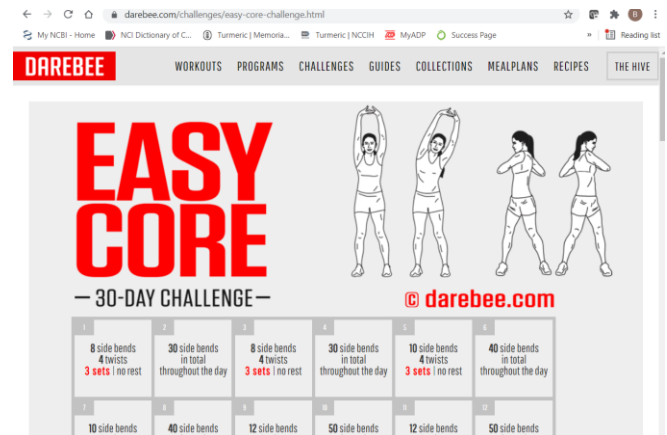 darebee.com/challenges/easy-core-challenge.html
B
My NCBI - Home
NCI Dictionary of C...
Turmeric | Memoria...
Turmeric | NCCIH
MyADP
Success Page
»
Reading list
DAREBEE
WORKOUTS PROGRAMS CHALLENGES GUIDES COLLECTIONS MEALPLANS RECIPES THE HIVE
EASY
CORE
— 30-DAY CHALLENGE —
© darebee.com
1
8 side bends
4 twists
3 sets | no rest
2
30 side bends
in total
throughout the day
3
8 side bends
4 twists
3 sets | no rest
4
30 side bends
in total
throughout the day
5
10 side bends
4 twists
3 sets | no rest
6
40 side bends
in total
throughout the day
7
10 side bends
8
40 side bends
9
12 side bends
10
50 side bends
11
12 side bends
12
50 side bends